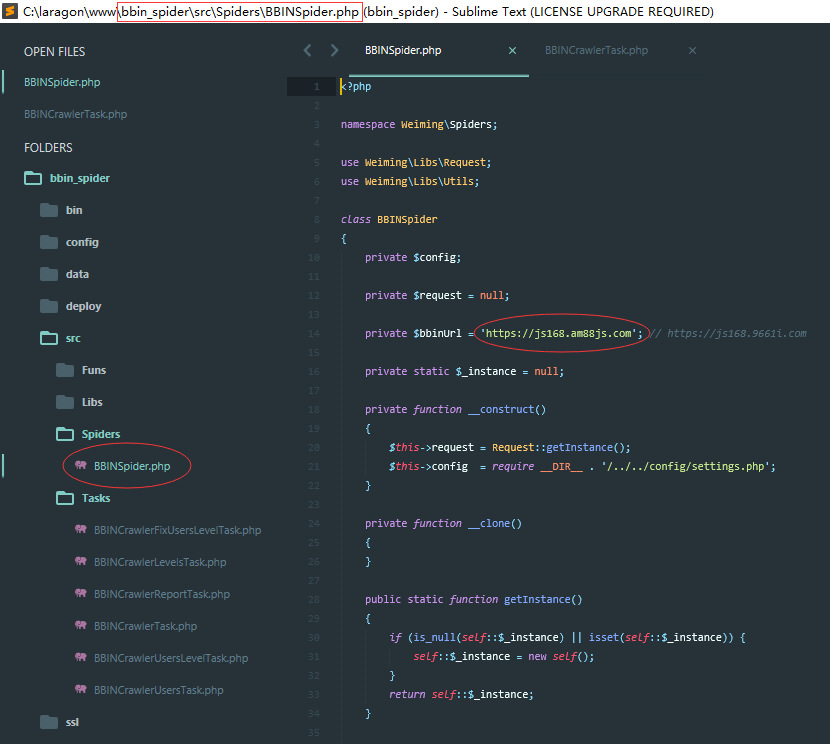 C:\laragon\www\bbin_spider\src\Spiders\BBINSpider.php (bbin_spider) - Sublime Text (LICENSE UPGRADE REQUIRED)
OPEN FILES
BBINSpider.php
BBINCrawlerTask.php
FOLDERS
bbin_spider
bin
config
data
deploy
src
Funs
Libs
Spiders
BBINSpider.php
Tasks
BBINCrawlerFixUsersLevelTask.php
BBINCrawlerLevelsTask.php
BBINCrawlerReportTask.php
BBINCrawlerTask.php
BBINCrawlerUsersLevelTask.php
BBINCrawlerUsersTask.php
ssl
BBINSpider.php × BBINCrawlerTask.php ×
1 <?php
2
3 namespace Weiming\Spiders;
4
5 use Weiming\Libs\Request;
6 use Weiming\Libs\Utils;
7
8 class BBINSpider
9 {
10 private $config;
11
12 private $request = null;
13
14 private $bbinUrl = 'https://js168.am88js.com'; // https://js168.9661i.com
15
16 private static $_instance = null;
17
18 private function __construct()
19 {
20 $this->request = Request::getInstance();
21 $this->config = require __DIR__ . '/../../config/settings.php';
22 }
23
24 private function __clone()
25 {
26 }
27
28 public static function getInstance()
29 {
30 if (is_null(self::$_instance) || isset(self::$_instance)) {
31 self::$_instance = new self();
32 }
33 return self::$_instance;
34 }
35